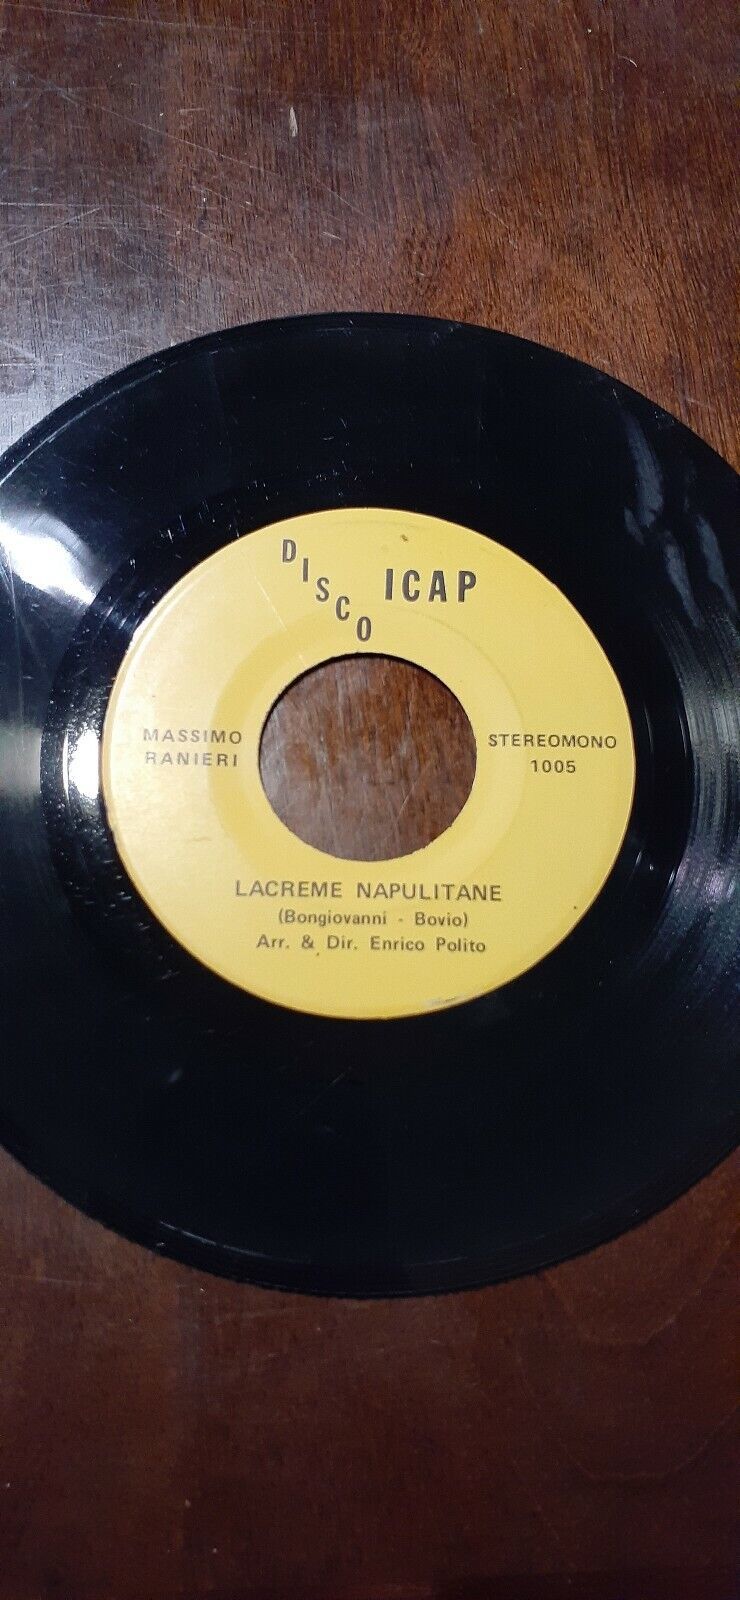 DISCO ICAP
MASSIMO
RANIERI
STEREOMONO
1005
LACREME NAPULITANE
(Bongiovanni - Bovio)
Arr. & Dir. Enrico Polito